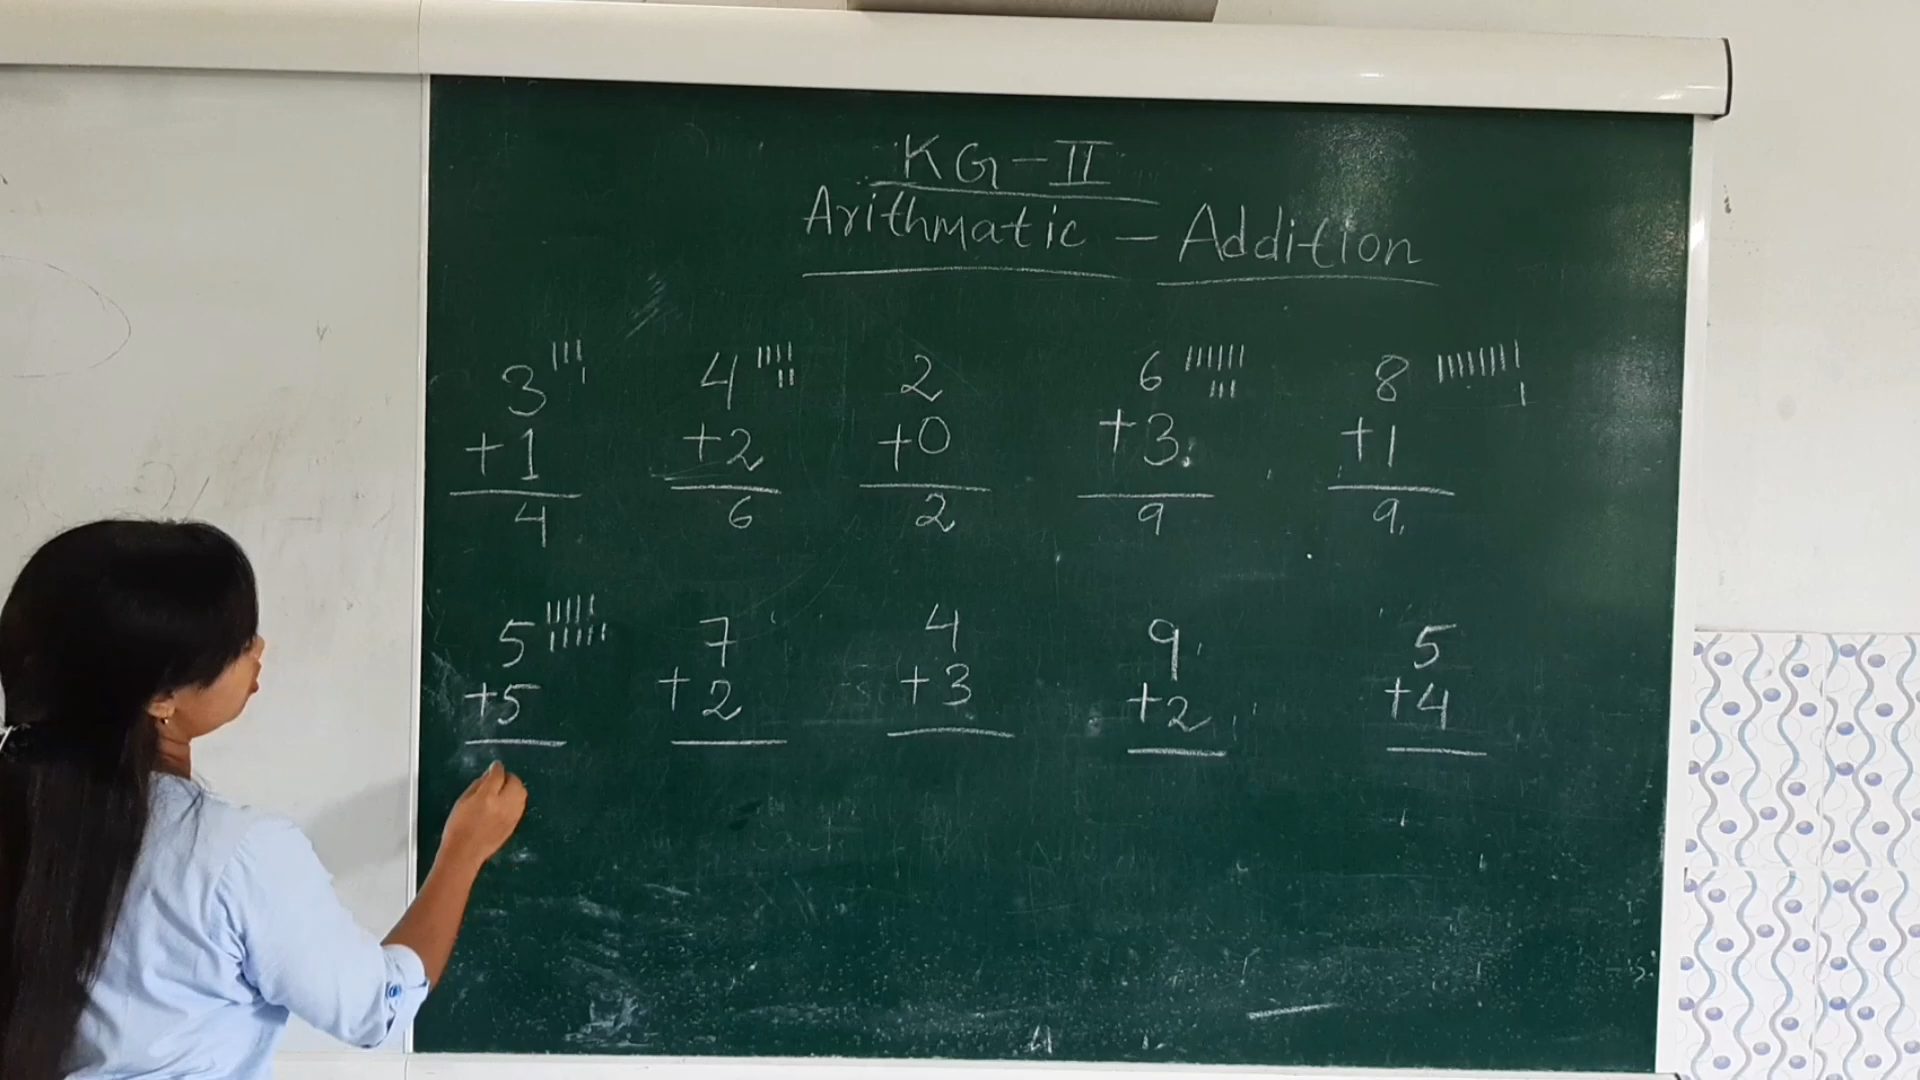 KG-II
Arithmatic - Addition
3 4 2 6 8
+1 +2 +0 +3 +1
4 6 2 9 9
5 7 4 9 5
+5 +2 +3 +2 +4